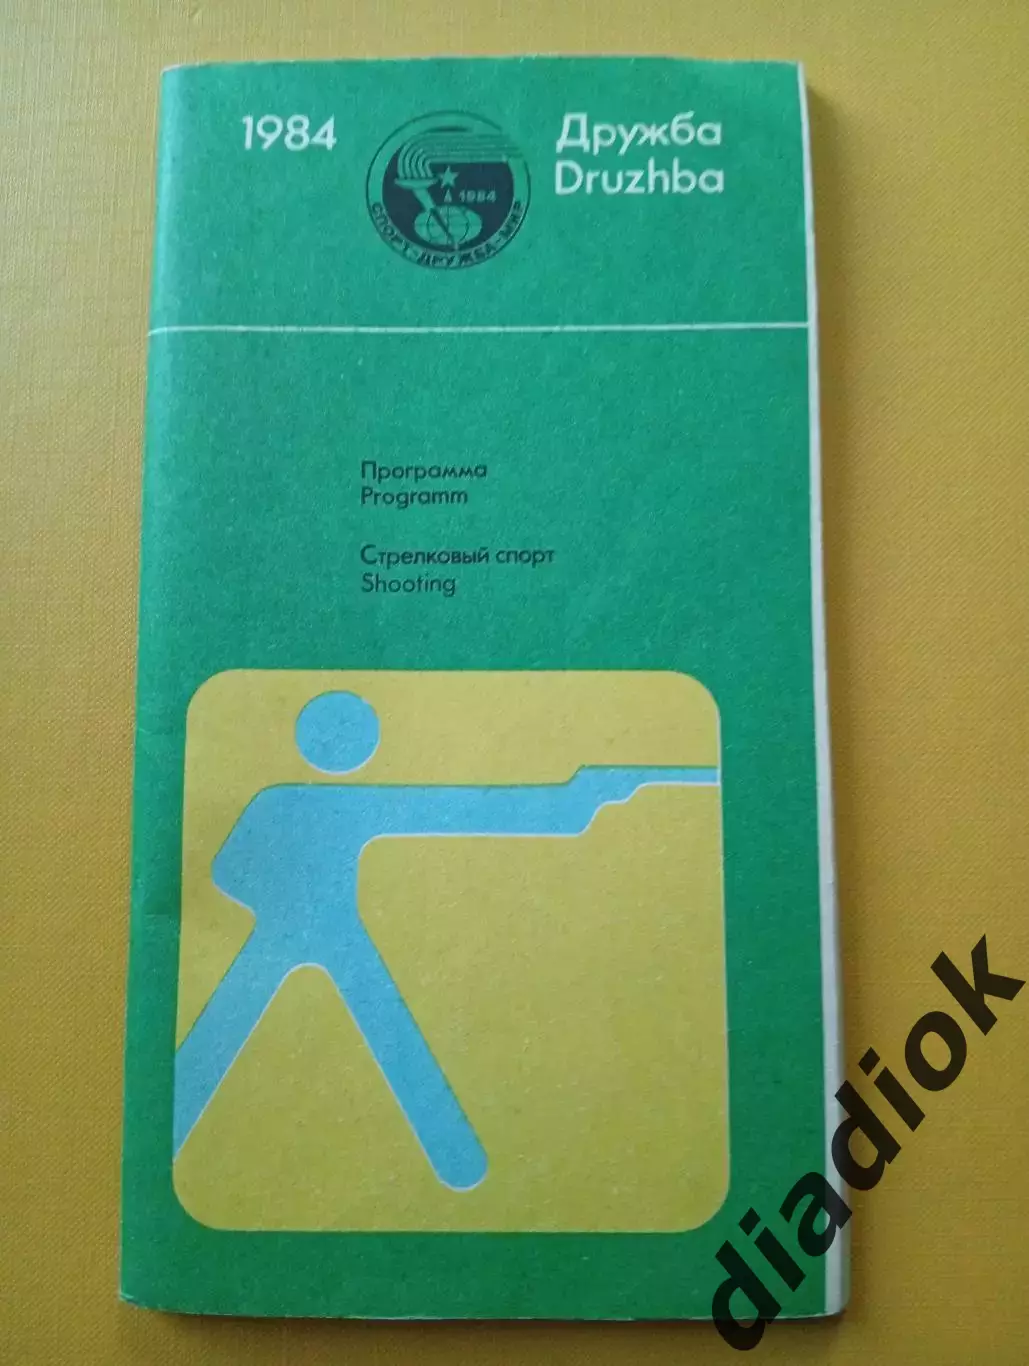 1984
Дружба
Druzhba
1984
СПОРТ-ДРУЖБА-МИР
Программа
Programm
Стрелковый спорт
Shooting
diadiok